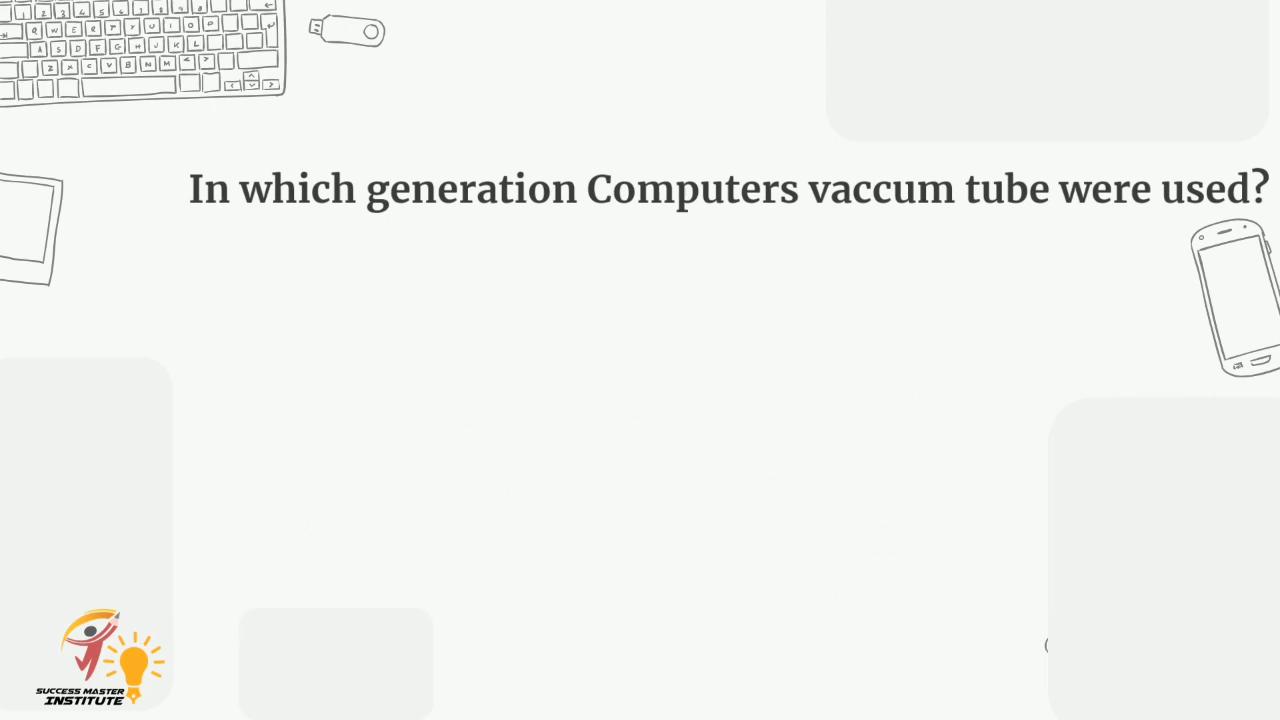 In which generation Computers vaccum tube were used?
SUCCESS MASTER
INSTITUTE